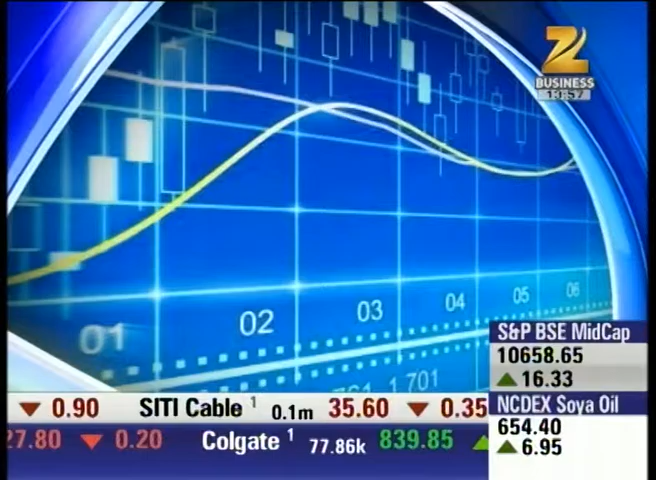 Z
BUSINESS
13:57
01 02 03 04 05 06
1,701
S&P BSE MidCap
10658.65
▲ 16.33
NCDEX Soya Oil
654.40
▲ 6.95
▼ 0.90 SITI Cable 1 0.1m 35.60 ▼ 0.35
27.80 ▼ 0.20 Colgate 1 77.86k 839.85 ▲